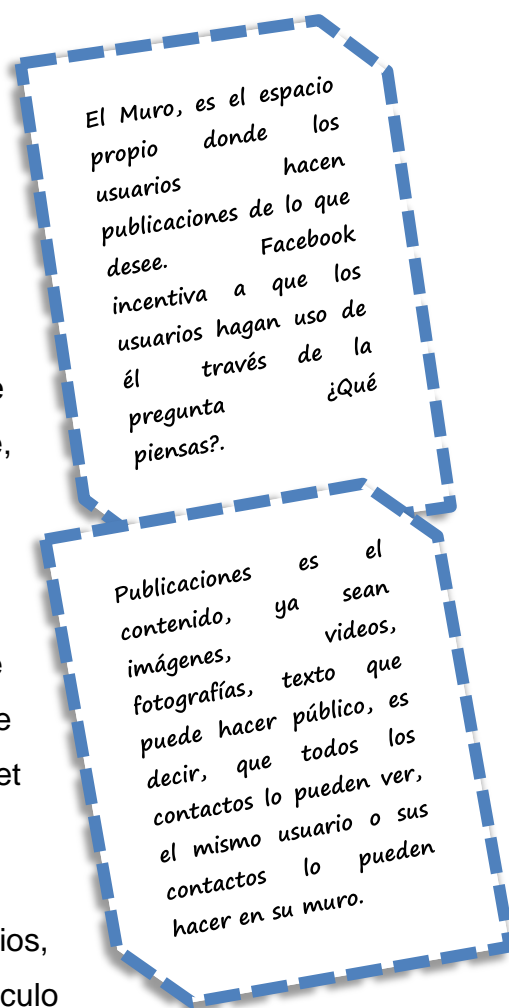 El Muro, es el espacio
propio donde los
usuarios hacen
publicaciones de lo que
desee. Facebook
incentiva a que los
usuarios hagan uso de
él través de la
pregunta ¿Qué
piensas?.
Publicaciones es el
contenido, ya sean
imágenes, videos,
fotografías, texto que
puede hacer público, es
decir, que todos los
contactos lo pueden ver,
el mismo usuario o sus
contactos lo pueden
hacer en su muro.